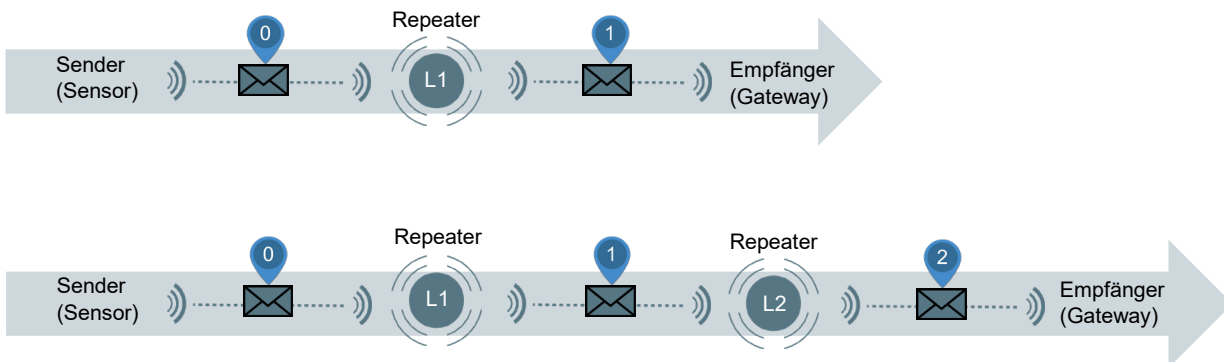 Repeater
0
1
Sender
(Sensor)
L1
Empfänger
(Gateway)
Repeater
Repeater
0
1
2
Sender
(Sensor)
L1
L2
Empfänger
(Gateway)